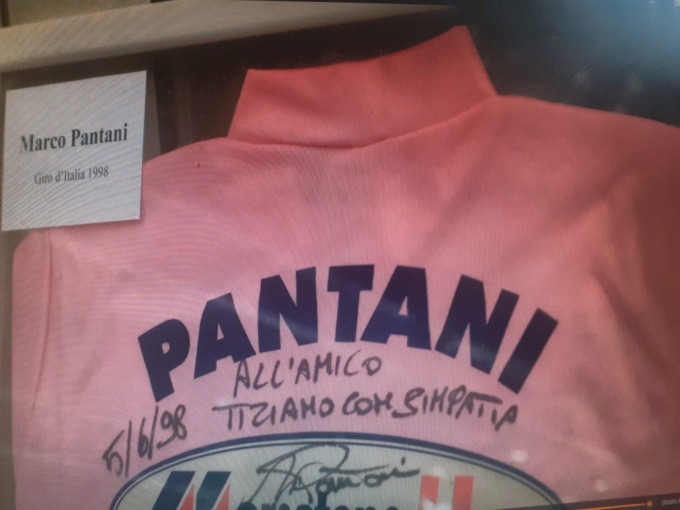 Marco Pantani
Giro d'Italia 1998
PANTANI
ALL'AMICO
TIZIANO CON SIMPATIA
5/6/98